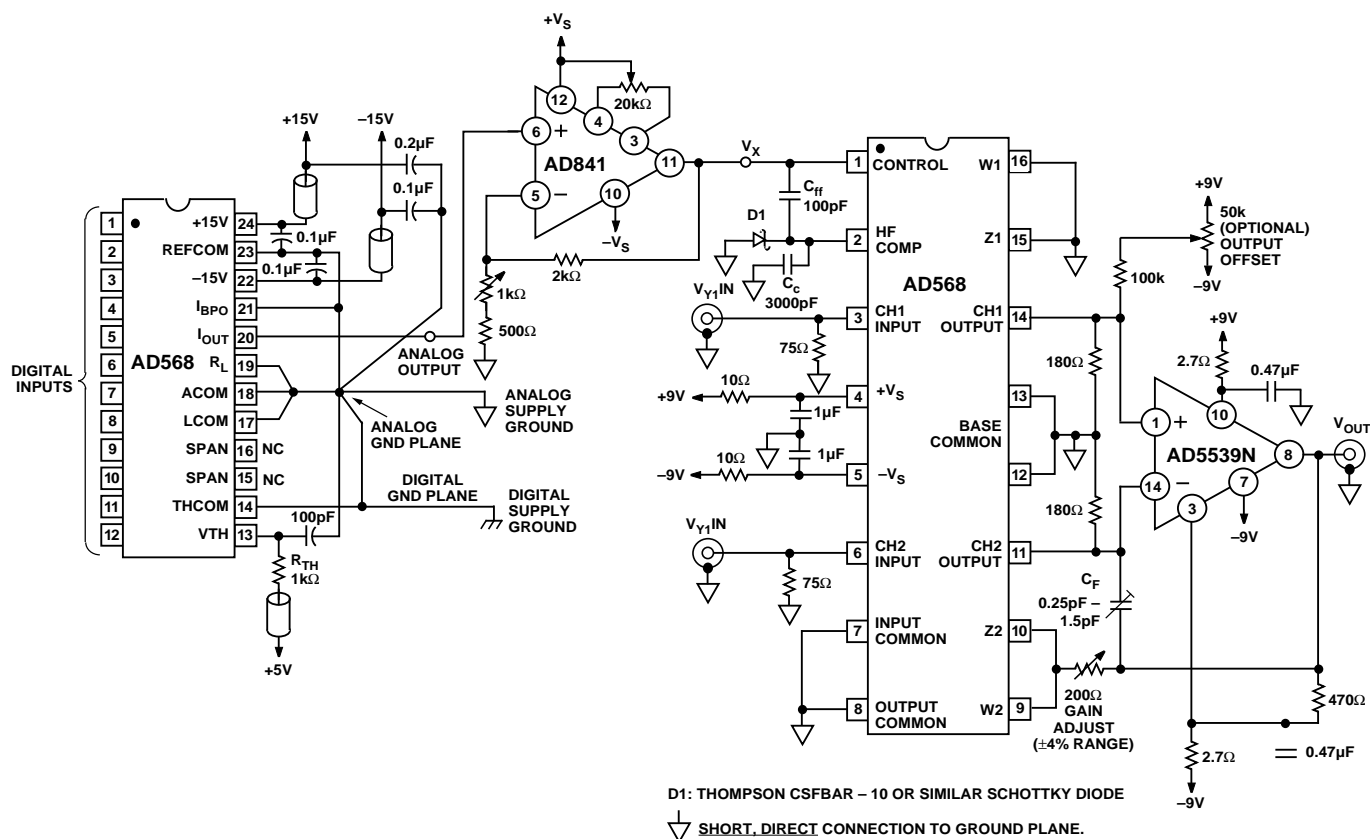 +VS
12
20kΩ
4
3
6
+
AD841
11
5
–
10
–VS
2kΩ
1kΩ
500Ω
+15V
–15V
0.2µF
0.1µF
0.1µF
0.1µF
DIGITAL
INPUTS
1
2
3
4
5
6
7
8
9
10
11
12
AD568
+15V
24
REFCOM
23
–15V
22
IBPO
21
IOUT
20
RL
19
ACOM
18
LCOM
17
SPAN
16
NC
SPAN
15
NC
THCOM
14
VTH
13
ANALOG
OUTPUT
ANALOG
SUPPLY
GROUND
ANALOG
GND PLANE
DIGITAL
GND PLANE
DIGITAL
SUPPLY
GROUND
100pF
RTH
1kΩ
+5V
VX
Cff
100pF
D1
Cc
3000pF
VY1IN
75Ω
10Ω
+9V
1µF
1µF
10Ω
–9V
VY1IN
75Ω
1
CONTROL
2
HF
COMP
AD568
3
CH1
INPUT
4
+VS
5
–VS
6
CH2
INPUT
7
INPUT
COMMON
8
OUTPUT
COMMON
W1
16
Z1
15
CH1
OUTPUT
14
13
BASE
COMMON
12
CH2
OUTPUT
11
Z2
10
W2
9
180Ω
180Ω
100k
+9V
50k
(OPTIONAL)
OUTPUT
OFFSET
–9V
+9V
2.7Ω
0.47µF
10
1
+
AD5539N
8
14
–
7
3
–9V
VOUT
CF
0.25pF –
1.5pF
200Ω
GAIN
ADJUST
(±4% RANGE)
470Ω
2.7Ω
0.47µF
–9V
D1: THOMPSON CSFBAR – 10 OR SIMILAR SCHOTTKY DIODE
SHORT, DIRECT CONNECTION TO GROUND PLANE.